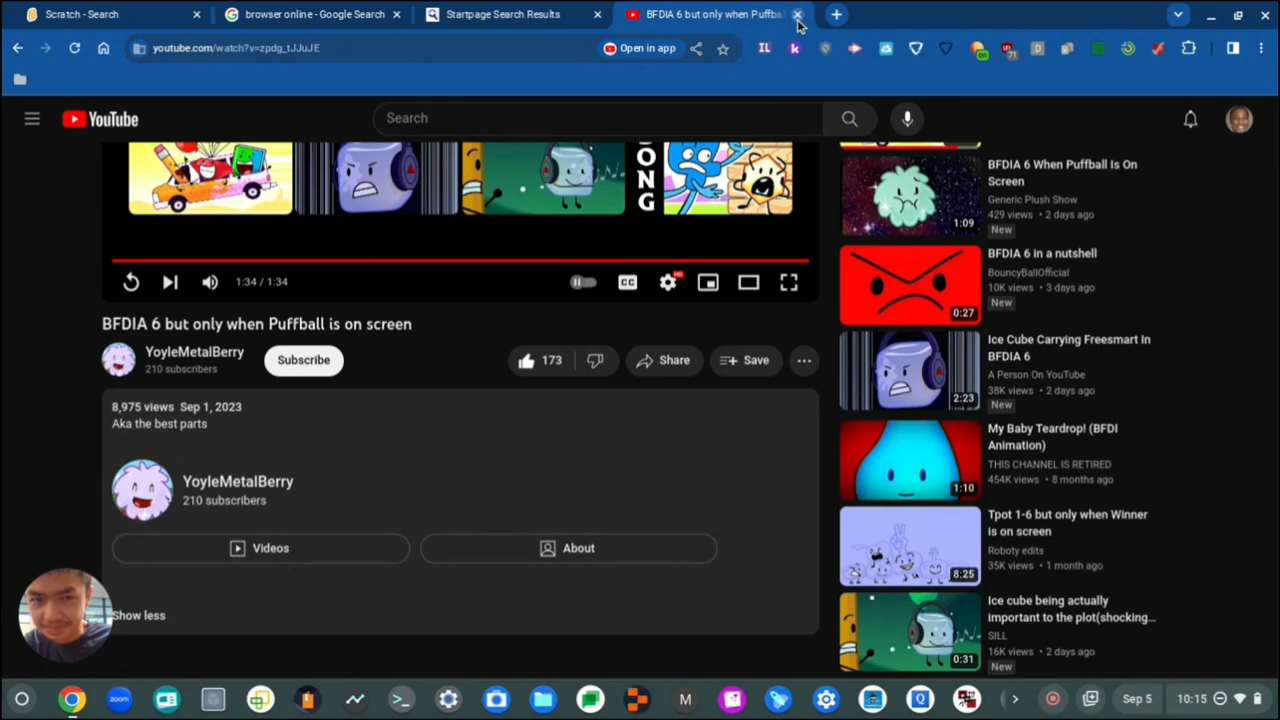 Scratch - Search
browser online - Google Search
Startpage Search Results
BFDIA 6 but only when Puffba
youtube.com/watch?v=zpdg_tJJuJE
Open in app
IL
k
on
71
D
YouTube
Search
ONG
1:34 / 1:34
CC
HD
BFDIA 6 but only when Puffball is on screen
YoyleMetalBerry
210 subscribers
Subscribe
173
Share
Save
8,975 views Sep 1, 2023
Aka the best parts
YoyleMetalBerry
210 subscribers
Videos
About
Show less
BFDIA 6 When Puffball Is On
Screen
Generic Plush Show
429 views • 2 days ago
New
1:09
BFDIA 6 in a nutshell
BouncyBallOfficial
10K views • 3 days ago
New
0:27
Ice Cube Carrying Freesmart In
BFDIA 6
A Person On YouTube
38K views • 2 days ago
New
2:23
My Baby Teardrop! (BFDI
Animation)
THIS CHANNEL IS RETIRED
454K views • 8 months ago
1:10
Tpot 1-6 but only when Winner
is on screen
Roboty edits
35K views • 1 month ago
8:25
Ice cube being actually
important to the plot(shocking...
SILL
16K views • 2 days ago
New
0:31
zoom
M
Q
Sep 5
10:15